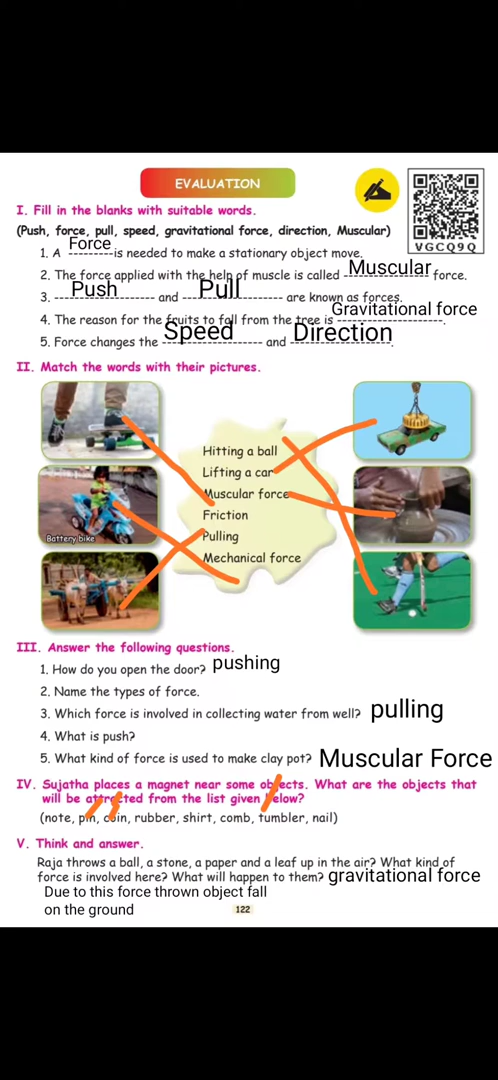 EVALUATION
VGCQ9Q
I. Fill in the blanks with suitable words.
(Push, force, pull, speed, gravitational force, direction, Muscular)
1. A Force is needed to make a stationary object move.
2. The force applied with the help of muscle is called Muscular force.
3. Push and Pull are known as forces.
4. The reason for the fruits to fall from the tree is Gravitational force.
5. Force changes the Speed and Direction.
II. Match the words with their pictures.
Hitting a ball
Lifting a car
Muscular force
Friction
Battery bike
Pulling
Mechanical force
III. Answer the following questions.
1. How do you open the door? pushing
2. Name the types of force.
3. Which force is involved in collecting water from well? pulling
4. What is push?
5. What kind of force is used to make clay pot? Muscular Force
IV. Sujatha places a magnet near some objects. What are the objects that
will be attracted from the list given below?
(note, pin, coin, rubber, shirt, comb, tumbler, nail)
V. Think and answer.
Raja throws a ball, a stone, a paper and a leaf up in the air? What kind of
force is involved here? What will happen to them? gravitational force
Due to this force thrown object fall
on the ground
122